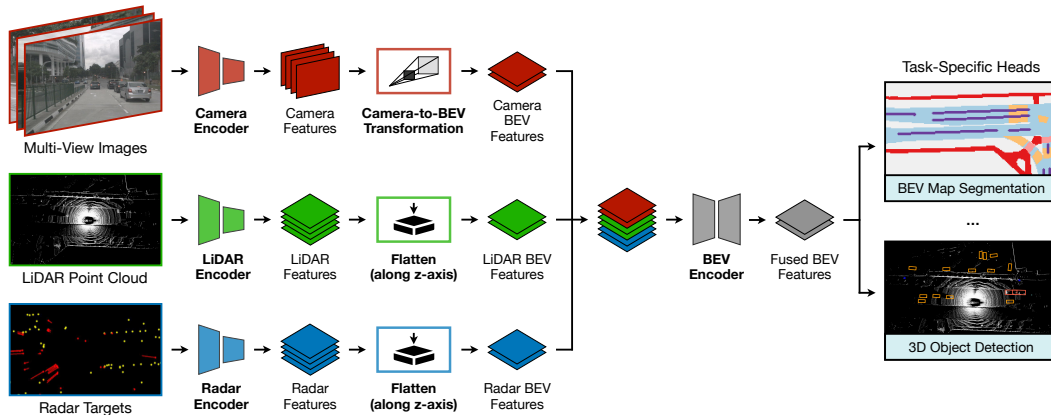 Multi-View Images
Camera
Encoder
Camera
Features
Camera-to-BEV
Transformation
Camera
BEV
Features
LiDAR Point Cloud
LiDAR
Encoder
LiDAR
Features
Flatten
(along z-axis)
LiDAR BEV
Features
Radar Targets
Radar
Encoder
Radar
Features
Flatten
(along z-axis)
Radar BEV
Features
BEV
Encoder
Fused BEV
Features
Task-Specific Heads
BEV Map Segmentation
...
3D Object Detection